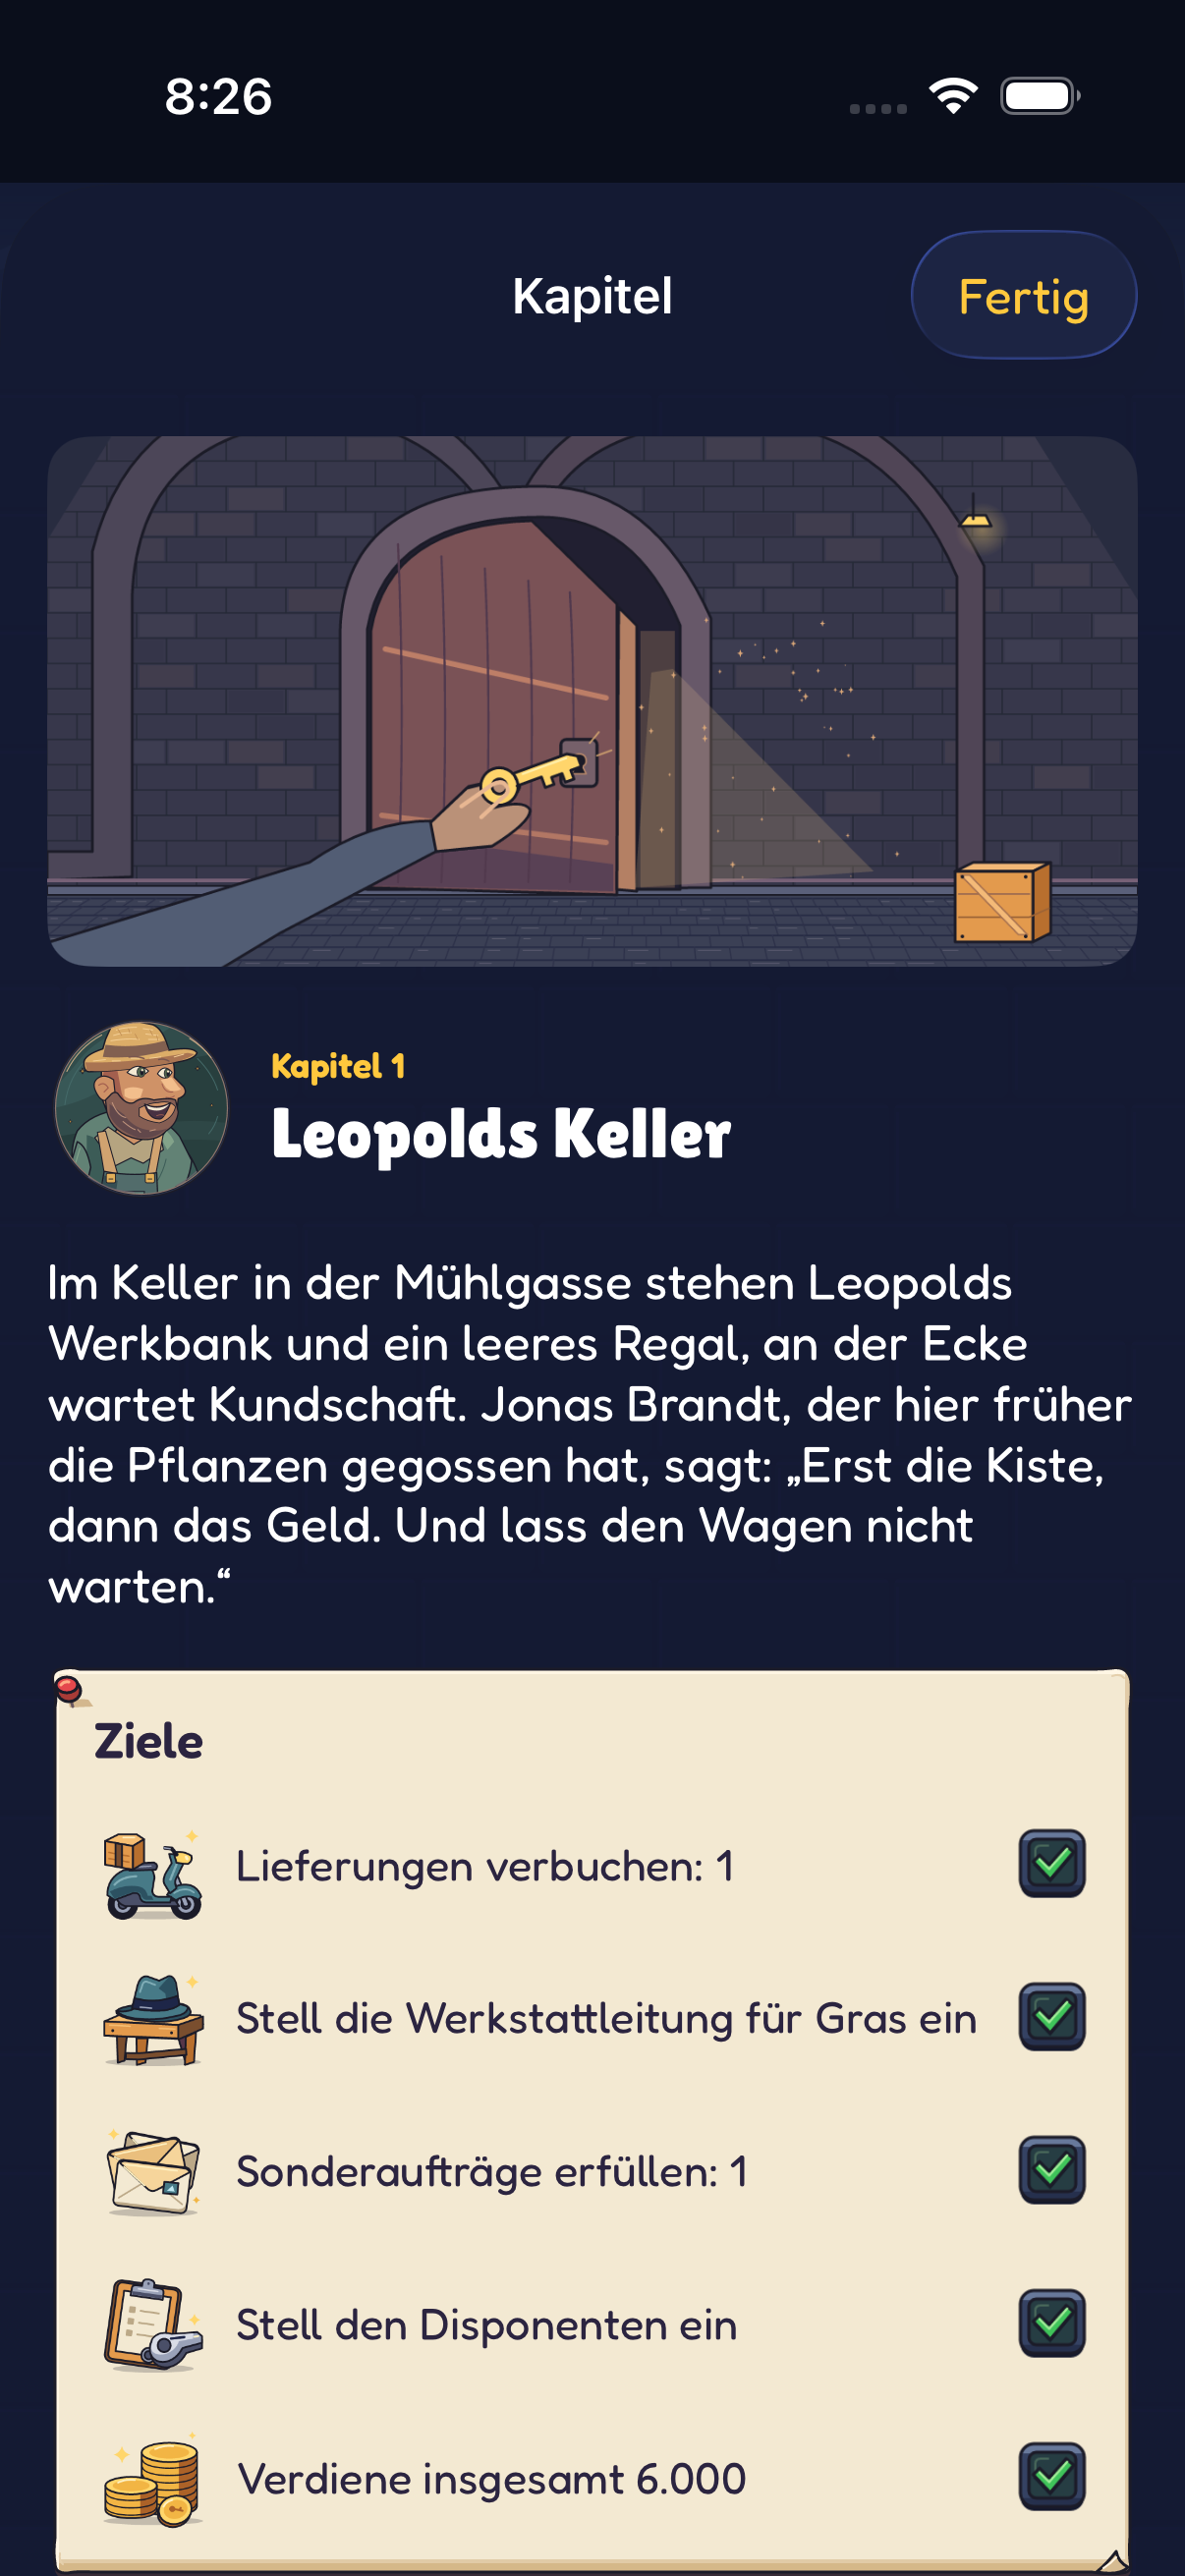 8:26
Kapitel
Fertig
Kapitel 1
Leopolds Keller
Im Keller in der Mühlgasse stehen Leopolds
Werkbank und ein leeres Regal, an der Ecke
wartet Kundschaft. Jonas Brandt, der hier früher
die Pflanzen gegossen hat, sagt: „Erst die Kiste,
dann das Geld. Und lass den Wagen nicht
warten.“
Ziele
Lieferungen verbuchen: 1
Stell die Werkstattleitung für Gras ein
Sonderaufträge erfüllen: 1
Stell den Disponenten ein
Verdiene insgesamt 6.000